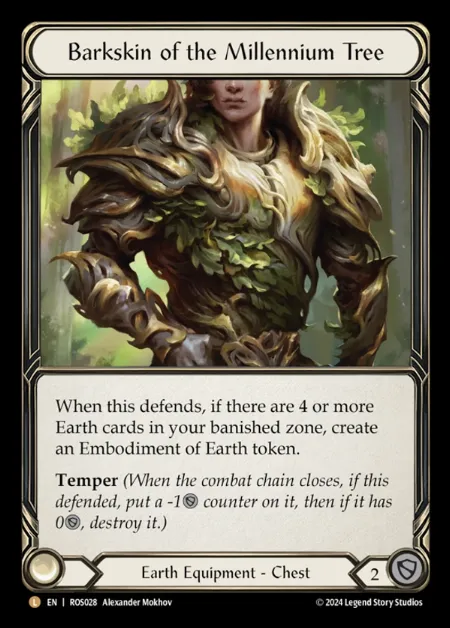 Barkskin of the Millennium Tree
When this defends, if there are 4 or more
Earth cards in your banished zone, create
an Embodiment of Earth token.
Temper (When the combat chain closes, if this
defended, put a -1 counter on it, then if it has
0, destroy it.)
Earth Equipment - Chest
2
L EN | ROS028 Alexander Mokhov
© 2024 Legend Story Studios